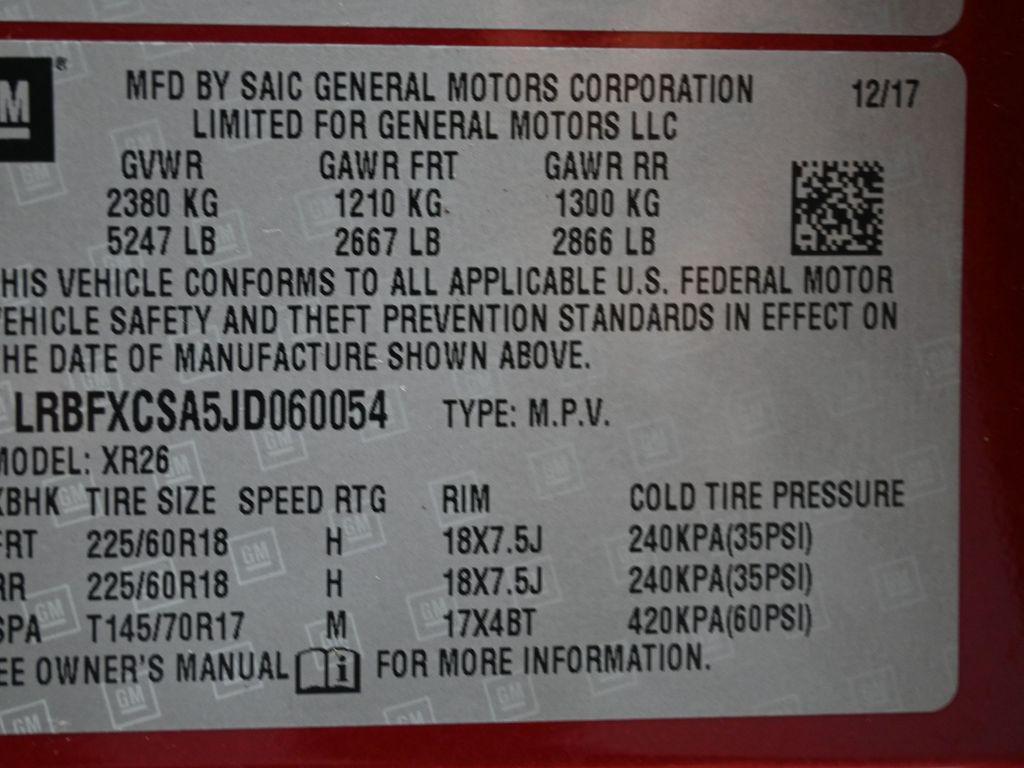 M ®
MFD BY SAIC GENERAL MOTORS CORPORATION 12/17
LIMITED FOR GENERAL MOTORS LLC
GVWR GAWR FRT GAWR RR
2380 KG 1210 KG 1300 KG
5247 LB 2667 LB 2866 LB
HIS VEHICLE CONFORMS TO ALL APPLICABLE U.S. FEDERAL MOTOR
EHICLE SAFETY AND THEFT PREVENTION STANDARDS IN EFFECT ON
HE DATE OF MANUFACTURE SHOWN ABOVE.
LRBFXCSA5JD060054 TYPE: M.P.V.
MODEL: XR26
KBHK TIRE SIZE SPEED RTG RIM COLD TIRE PRESSURE
FRT 225/60R18 H 18X7.5J 240KPA(35PSI)
RR 225/60R18 H 18X7.5J 240KPA(35PSI)
SPA T145/70R17 M 17X4BT 420KPA(60PSI)
EE OWNER'S MANUAL i FOR MORE INFORMATION.